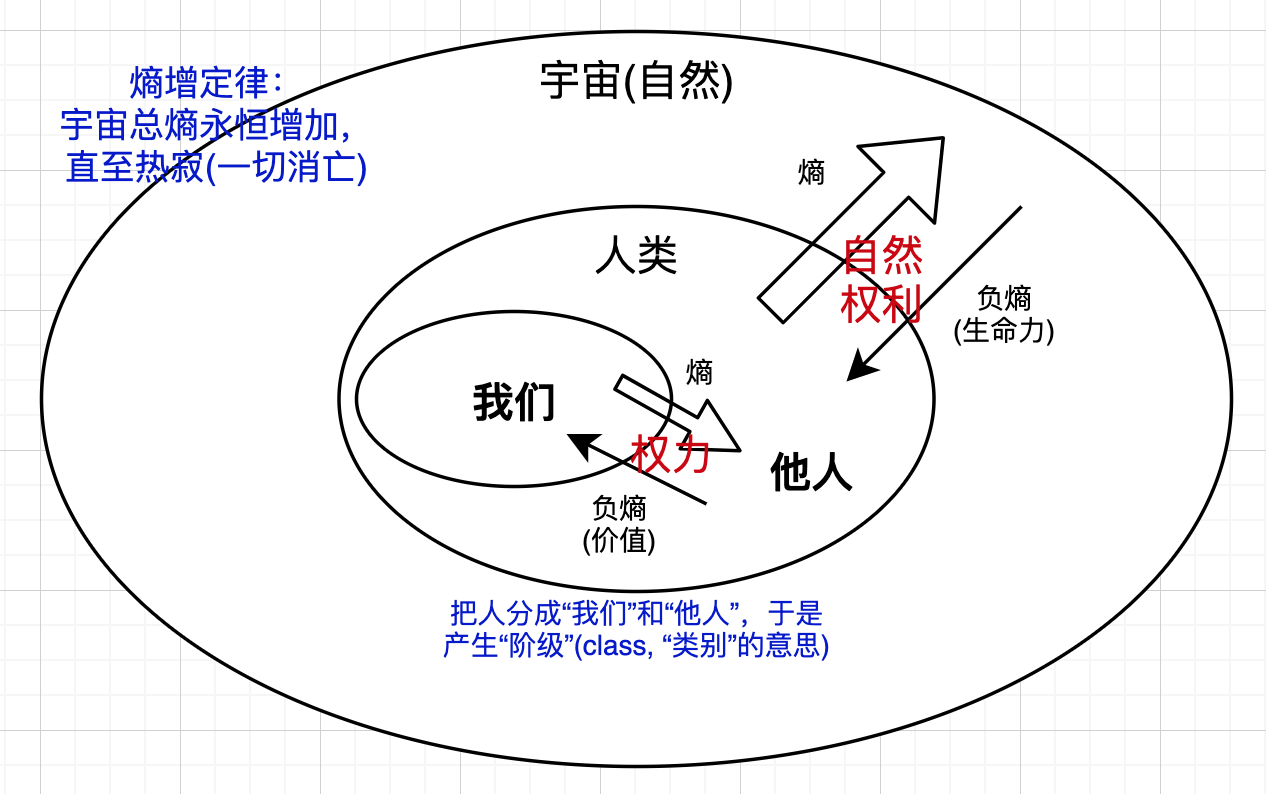 熵增定律：
宇宙总熵永恒增加，
直至热寂(一切消亡)
宇宙(自然)
熵
人类
自然
权利
负熵
(生命力)
我们
熵
权力
他人
负熵
(价值)
把人分成“我们”和“他人”，于是
产生“阶级”(class, “类别”的意思)